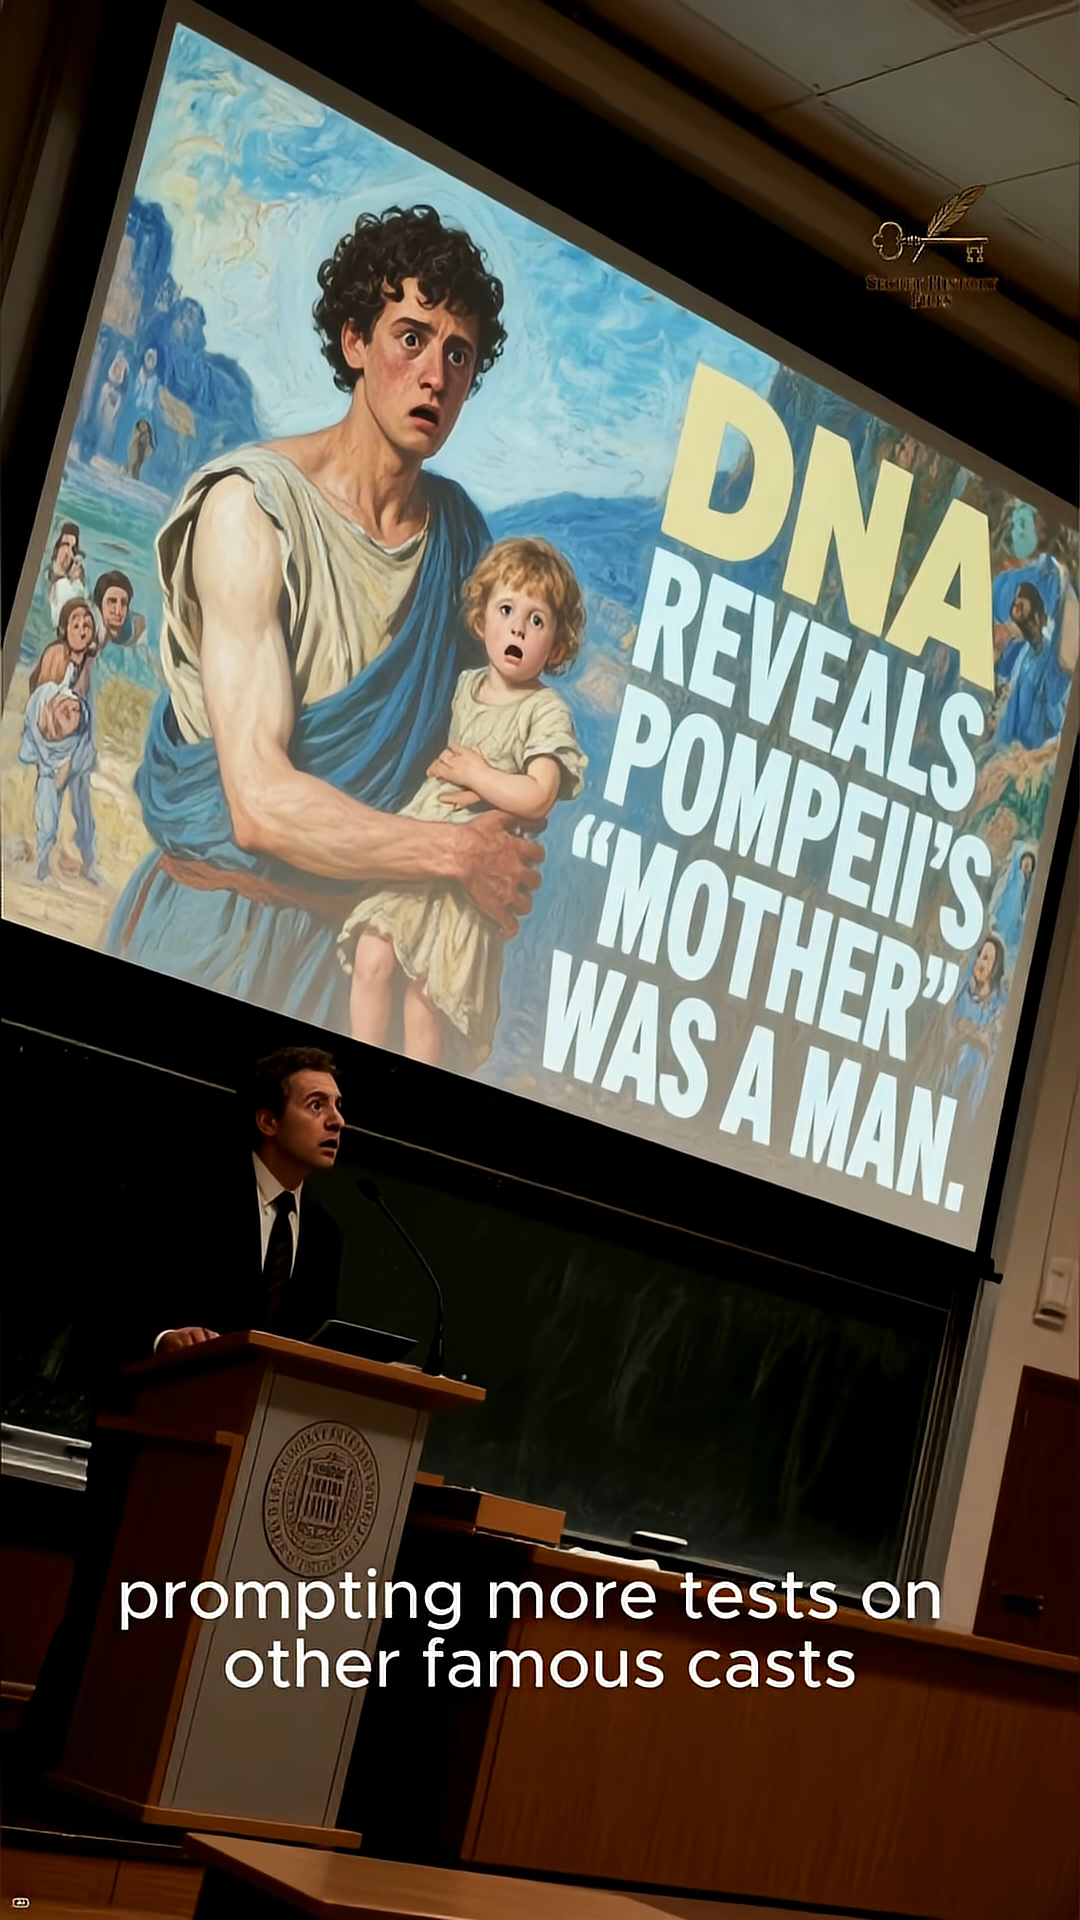 SECRET HISTORY
FILES
DNA
REVEALS
POMPEII'S
“MOTHER”
WAS A MAN.
prompting more tests on
other famous casts